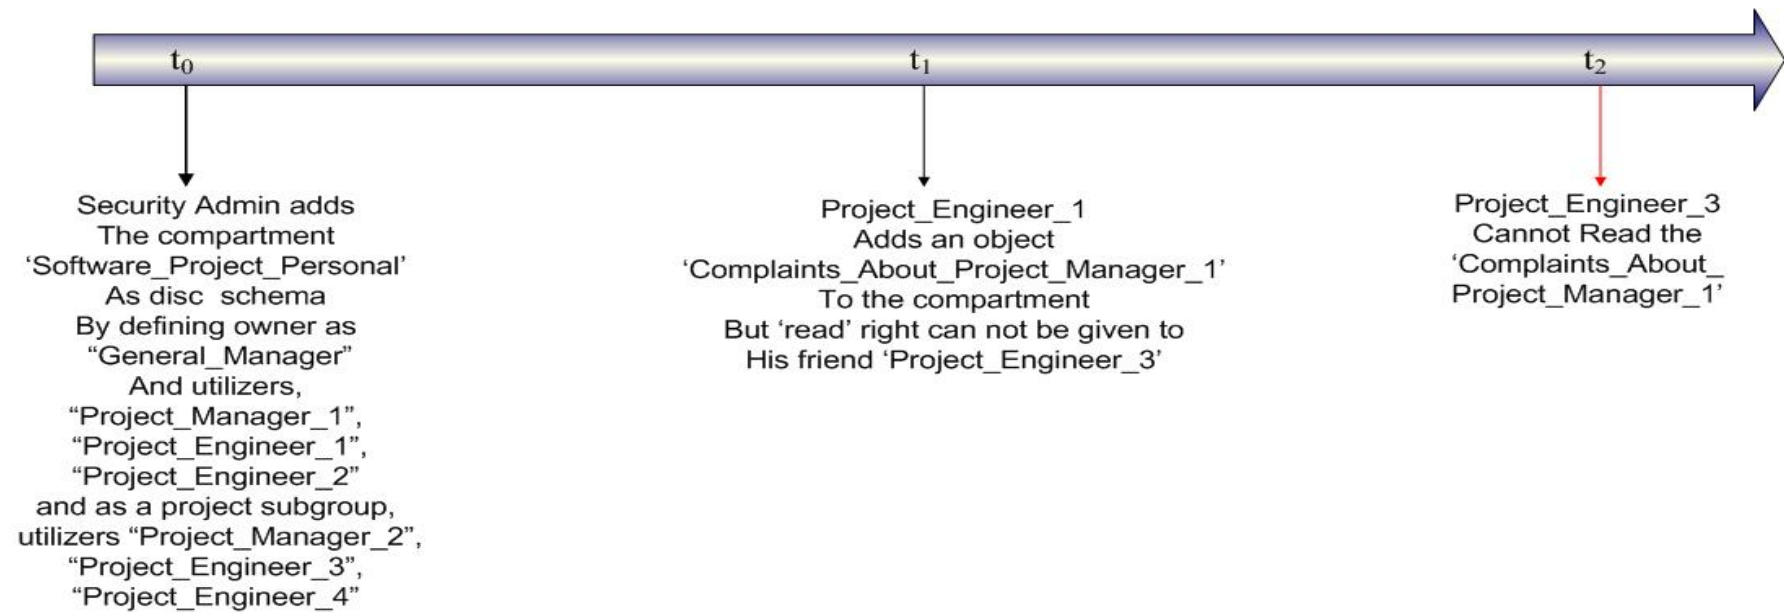 t0
t1
t2
Security Admin adds
The compartment
‘Software_Project_Personal’
As disc schema
By defining owner as
“General_Manager”
And utilizers,
“Project_Manager_1”,
“Project_Engineer_1”,
“Project_Engineer_2”
and as a project subgroup,
utilizers “Project_Manager_2”,
“Project_Engineer_3”,
“Project_Engineer_4”
Project_Engineer_1
Adds an object
‘Complaints_About_Project_Manager_1’
To the compartment
But ‘read’ right can not be given to
His friend ‘Project_Engineer_3’
Project_Engineer_3
Cannot Read the
‘Complaints_About_
Project_Manager_1’